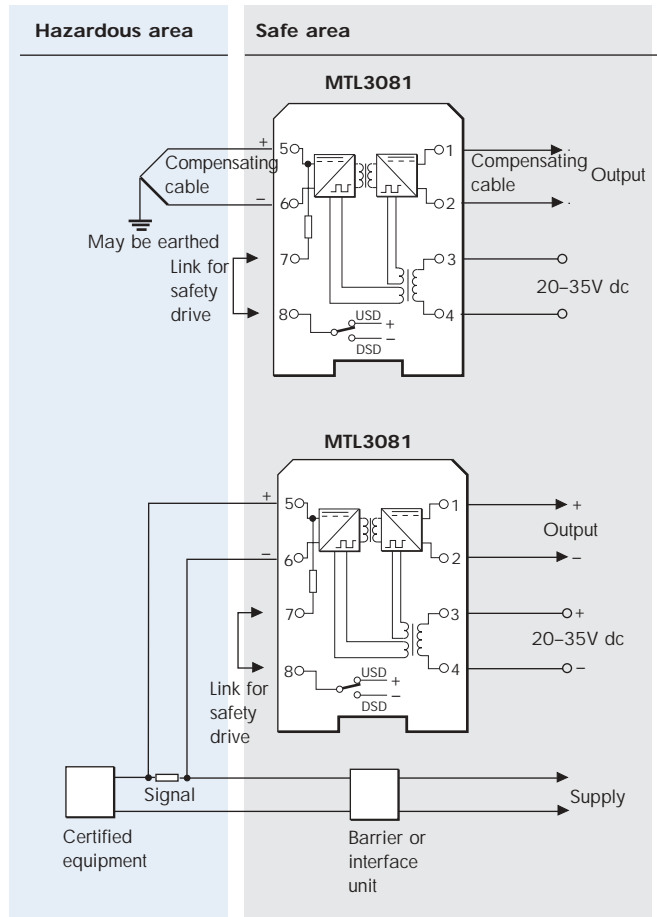 Hazardous area
Safe area
MTL3081
+
5
1
Compensating
cable
Compensating
cable
Output
−
6
2
May be earthed
Link for
safety
drive
7
3
20–35V dc
8
USD
+
4
−
DSD
MTL3081
+
5
1
+
Output
−
6
2
−
7
3
+
20–35V dc
8
USD
+
4
−
−
DSD
Link for
safety
drive
Signal
Supply
Certified
equipment
Barrier or
interface
unit